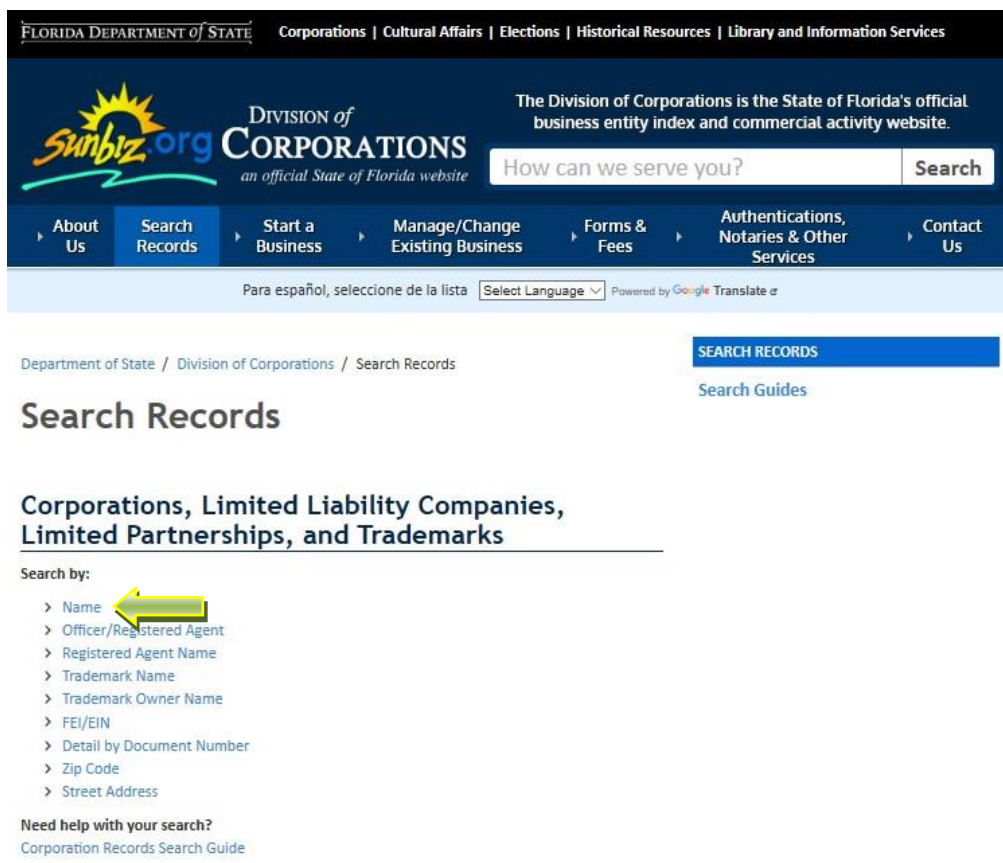 FLORIDA DEPARTMENT of STATE Corporations | Cultural Affairs | Elections | Historical Resources | Library and Information Services
Sunbiz.org
DIVISION of
CORPORATIONS
an official State of Florida website
The Division of Corporations is the State of Florida's official
business entity index and commercial activity website.
How can we serve you? Search
About Us
Search Records
Start a Business
Manage/Change Existing Business
Forms & Fees
Authentications, Notaries & Other Services
Contact Us
Para español, seleccione de la lista Select Language Powered by Google Translate
Department of State / Division of Corporations / Search Records
SEARCH RECORDS
Search Guides
Search Records
Corporations, Limited Liability Companies,
Limited Partnerships, and Trademarks
Search by:
Name
Officer/Registered Agent
Registered Agent Name
Trademark Name
Trademark Owner Name
FEI/EIN
Detail by Document Number
Zip Code
Street Address
Need help with your search?
Corporation Records Search Guide